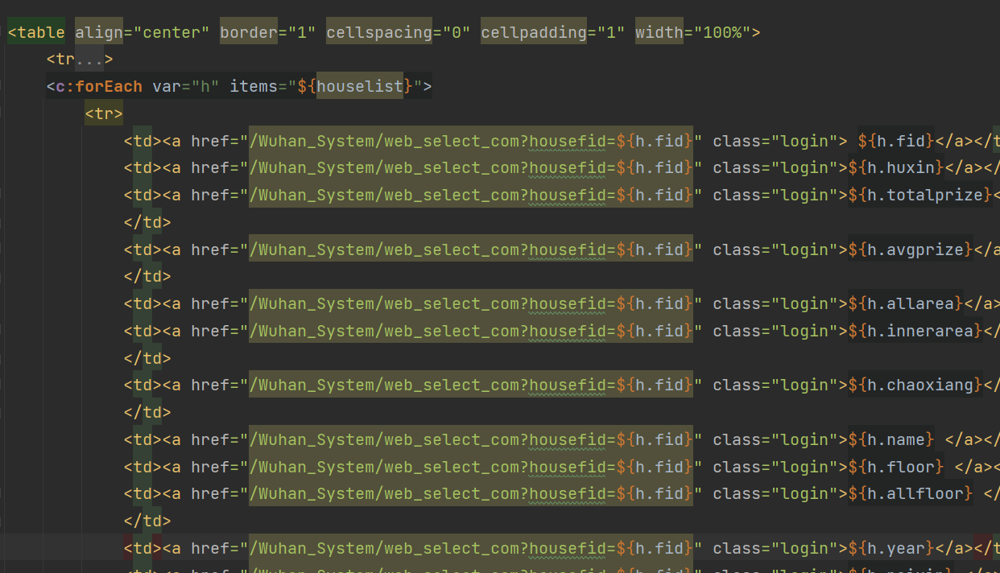 <table align="center" border="1" cellspacing="0" cellpadding="1" width="100%">
<tr...>
<c:forEach var="h" items="${houselist}">
<tr>
<td><a href="/Wuhan_System/web_select_com?housefid=${h.fid}" class="login"> ${h.fid}</a></t
<td><a href="/Wuhan_System/web_select_com?housefid=${h.fid}" class="login">${h.huxin}</a></
<td><a href="/Wuhan_System/web_select_com?housefid=${h.fid}" class="login">${h.totalprize}<
</td>
<td><a href="/Wuhan_System/web_select_com?housefid=${h.fid}" class="login">${h.avgprize}</a
</td>
<td><a href="/Wuhan_System/web_select_com?housefid=${h.fid}" class="login">${h.allarea}</a>
<td><a href="/Wuhan_System/web_select_com?housefid=${h.fid}" class="login">${h.innerarea}</
</td>
<td><a href="/Wuhan_System/web_select_com?housefid=${h.fid}" class="login">${h.chaoxiang}</
</td>
<td><a href="/Wuhan_System/web_select_com?housefid=${h.fid}" class="login">${h.name} </a></
<td><a href="/Wuhan_System/web_select_com?housefid=${h.fid}" class="login">${h.floor} </a><
<td><a href="/Wuhan_System/web_select_com?housefid=${h.fid}" class="login">${h.allfloor} </
</td>
<td><a href="/Wuhan_System/web_select_com?housefid=${h.fid}" class="login">${h.year}</a></t